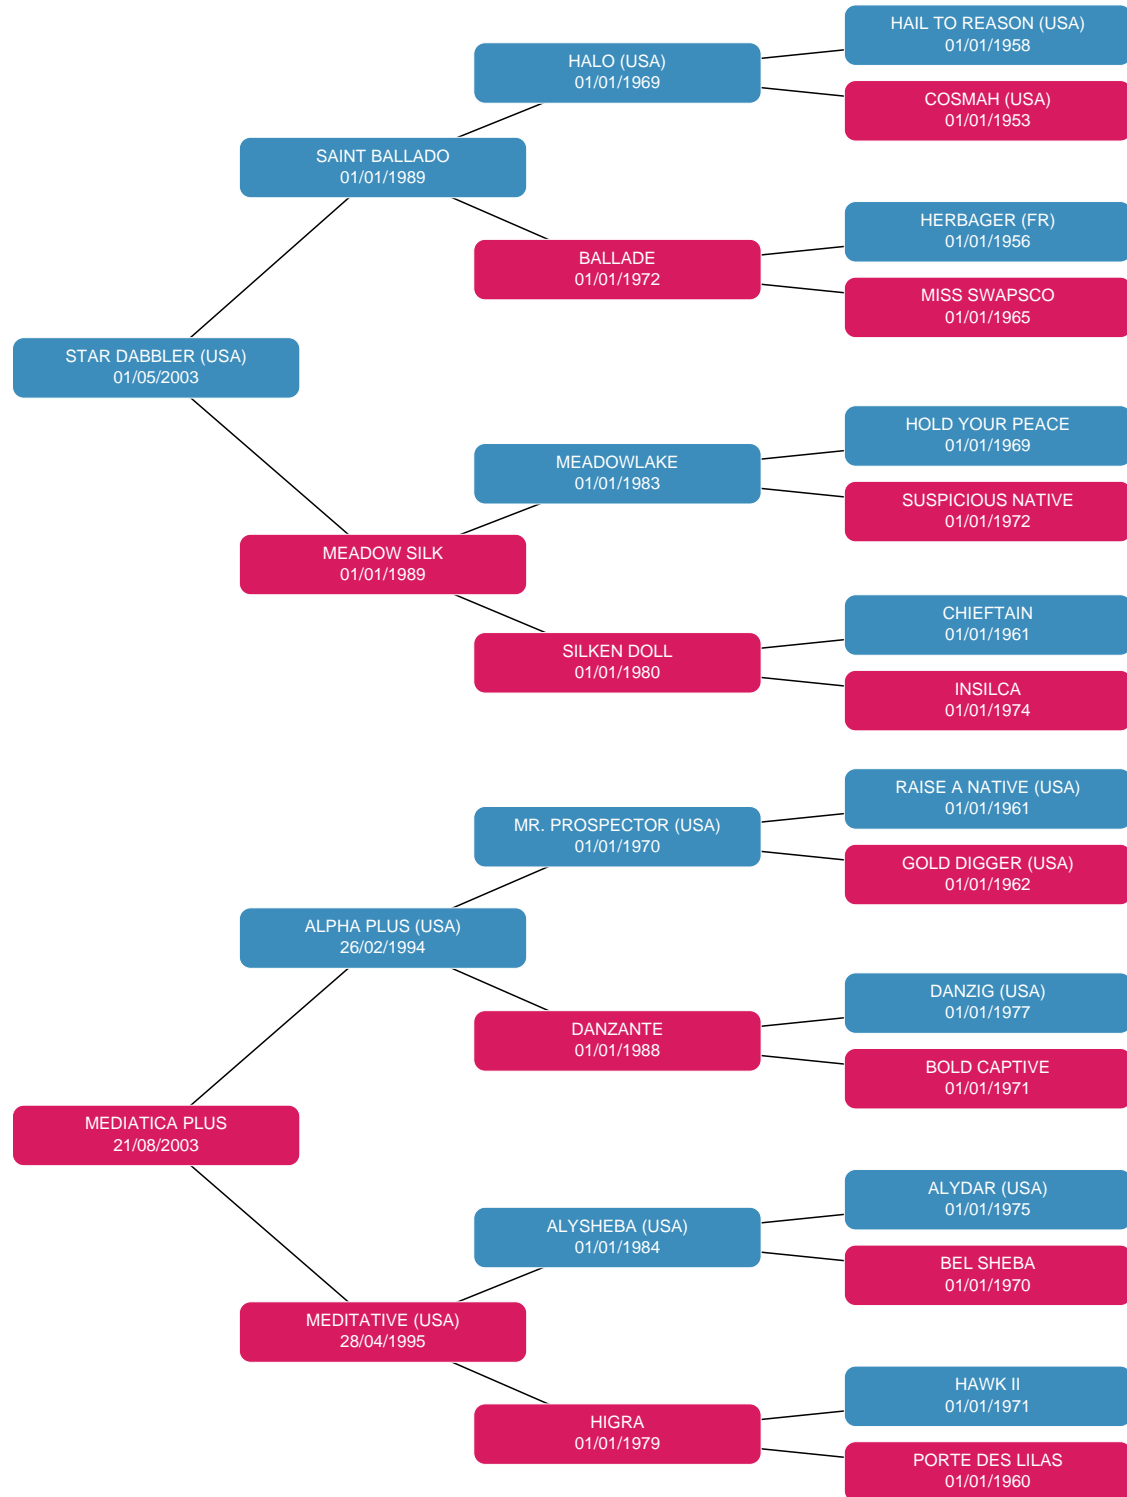 HAIL TO REASON (USA)
01/01/1958
HALO (USA)
01/01/1969
COSMAH (USA)
01/01/1953
SAINT BALLADO
01/01/1989
HERBAGER (FR)
01/01/1956
BALLADE
01/01/1972
MISS SWAPSCO
01/01/1965
STAR DABBLER (USA)
01/05/2003
HOLD YOUR PEACE
01/01/1969
MEADOWLAKE
01/01/1983
SUSPICIOUS NATIVE
01/01/1972
MEADOW SILK
01/01/1989
CHIEFTAIN
01/01/1961
SILKEN DOLL
01/01/1980
INSILCA
01/01/1974
RAISE A NATIVE (USA)
01/01/1961
MR. PROSPECTOR (USA)
01/01/1970
GOLD DIGGER (USA)
01/01/1962
ALPHA PLUS (USA)
26/02/1994
DANZIG (USA)
01/01/1977
DANZANTE
01/01/1988
BOLD CAPTIVE
01/01/1971
MEDIATICA PLUS
21/08/2003
ALYDAR (USA)
01/01/1975
ALYSHEBA (USA)
01/01/1984
BEL SHEBA
01/01/1970
MEDITATIVE (USA)
28/04/1995
HAWK II
01/01/1971
HIGRA
01/01/1979
PORTE DES LILAS
01/01/1960